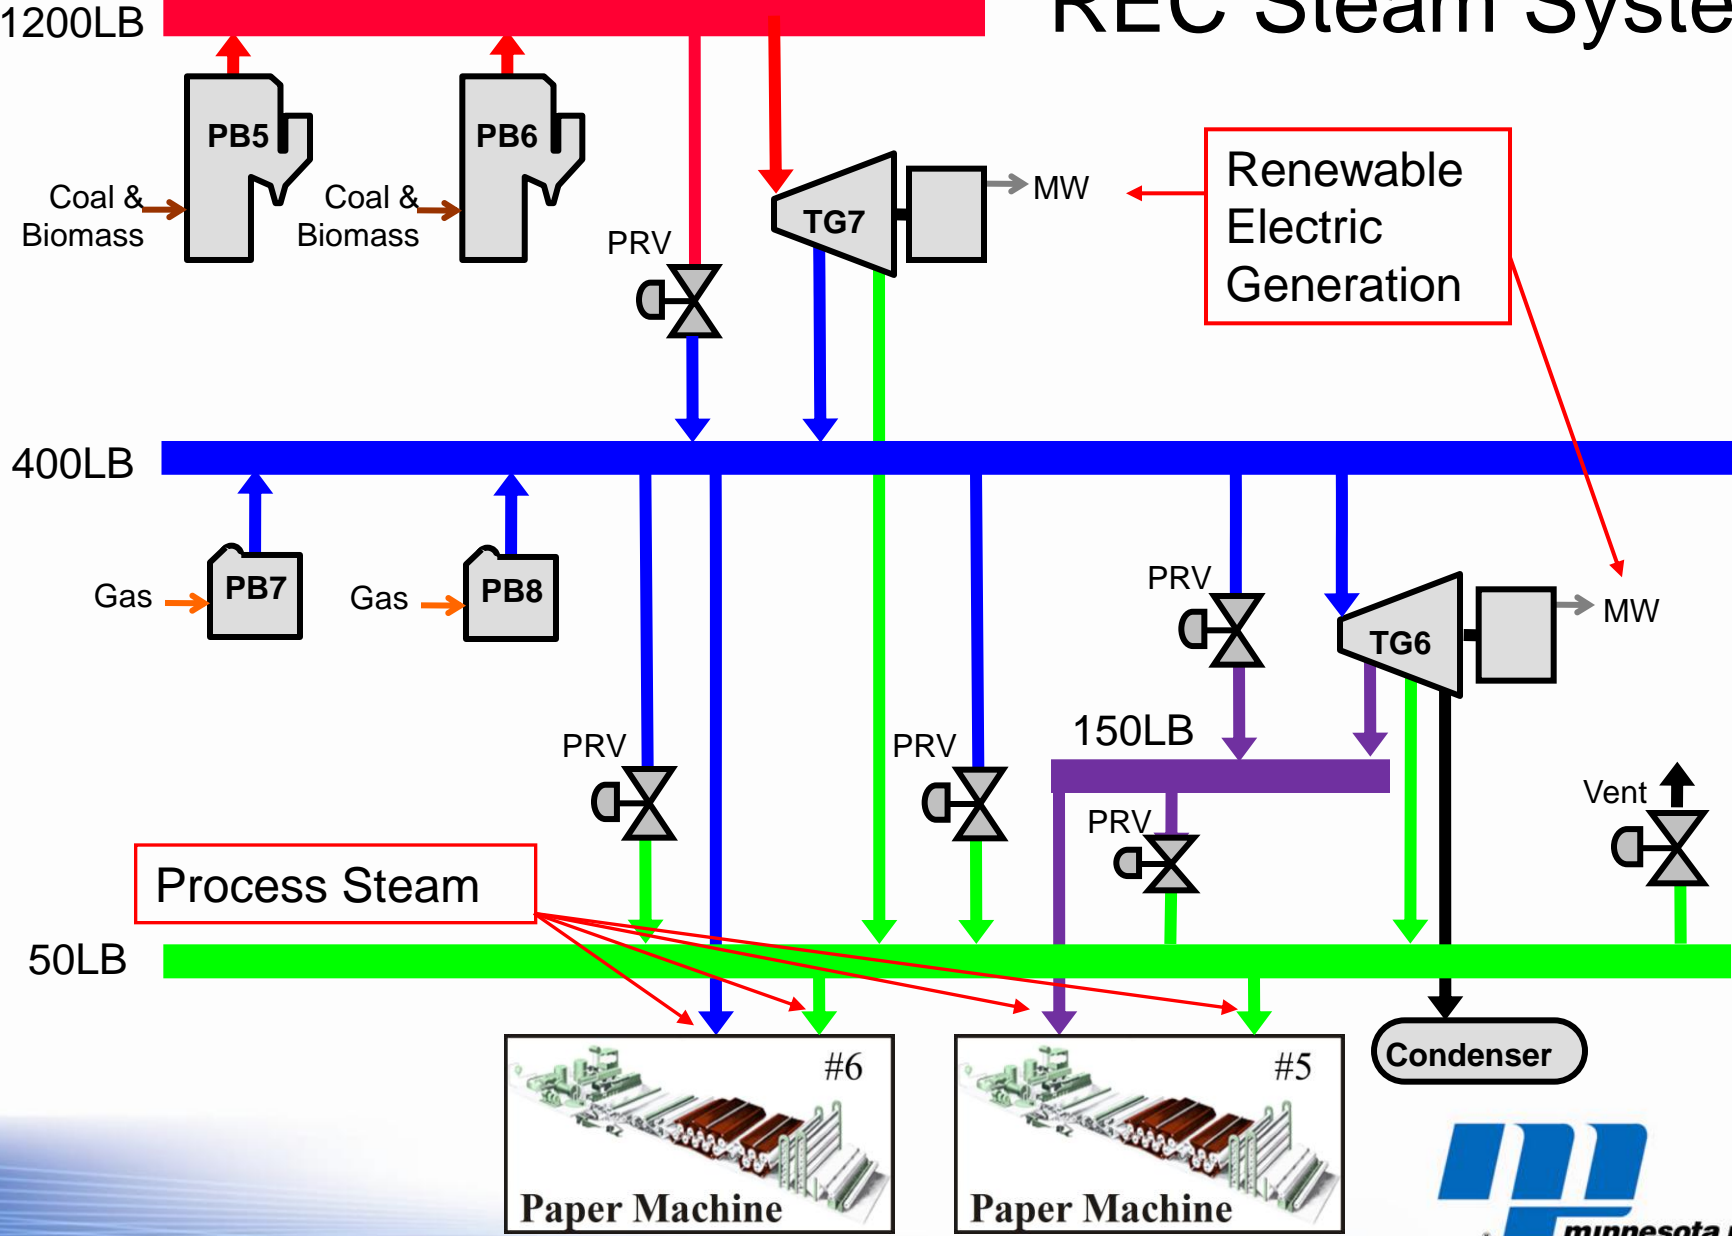 REC Steam Syste
1200LB
PB5
PB6
Coal &
Biomass
Coal &
Biomass
PRV
TG7
MW
Renewable
Electric
Generation
400LB
Gas
PB7
Gas
PB8
PRV
TG6
MW
PRV
PRV
150LB
PRV
Vent
Process Steam
50LB
#6
Paper Machine
#5
Paper Machine
Condenser